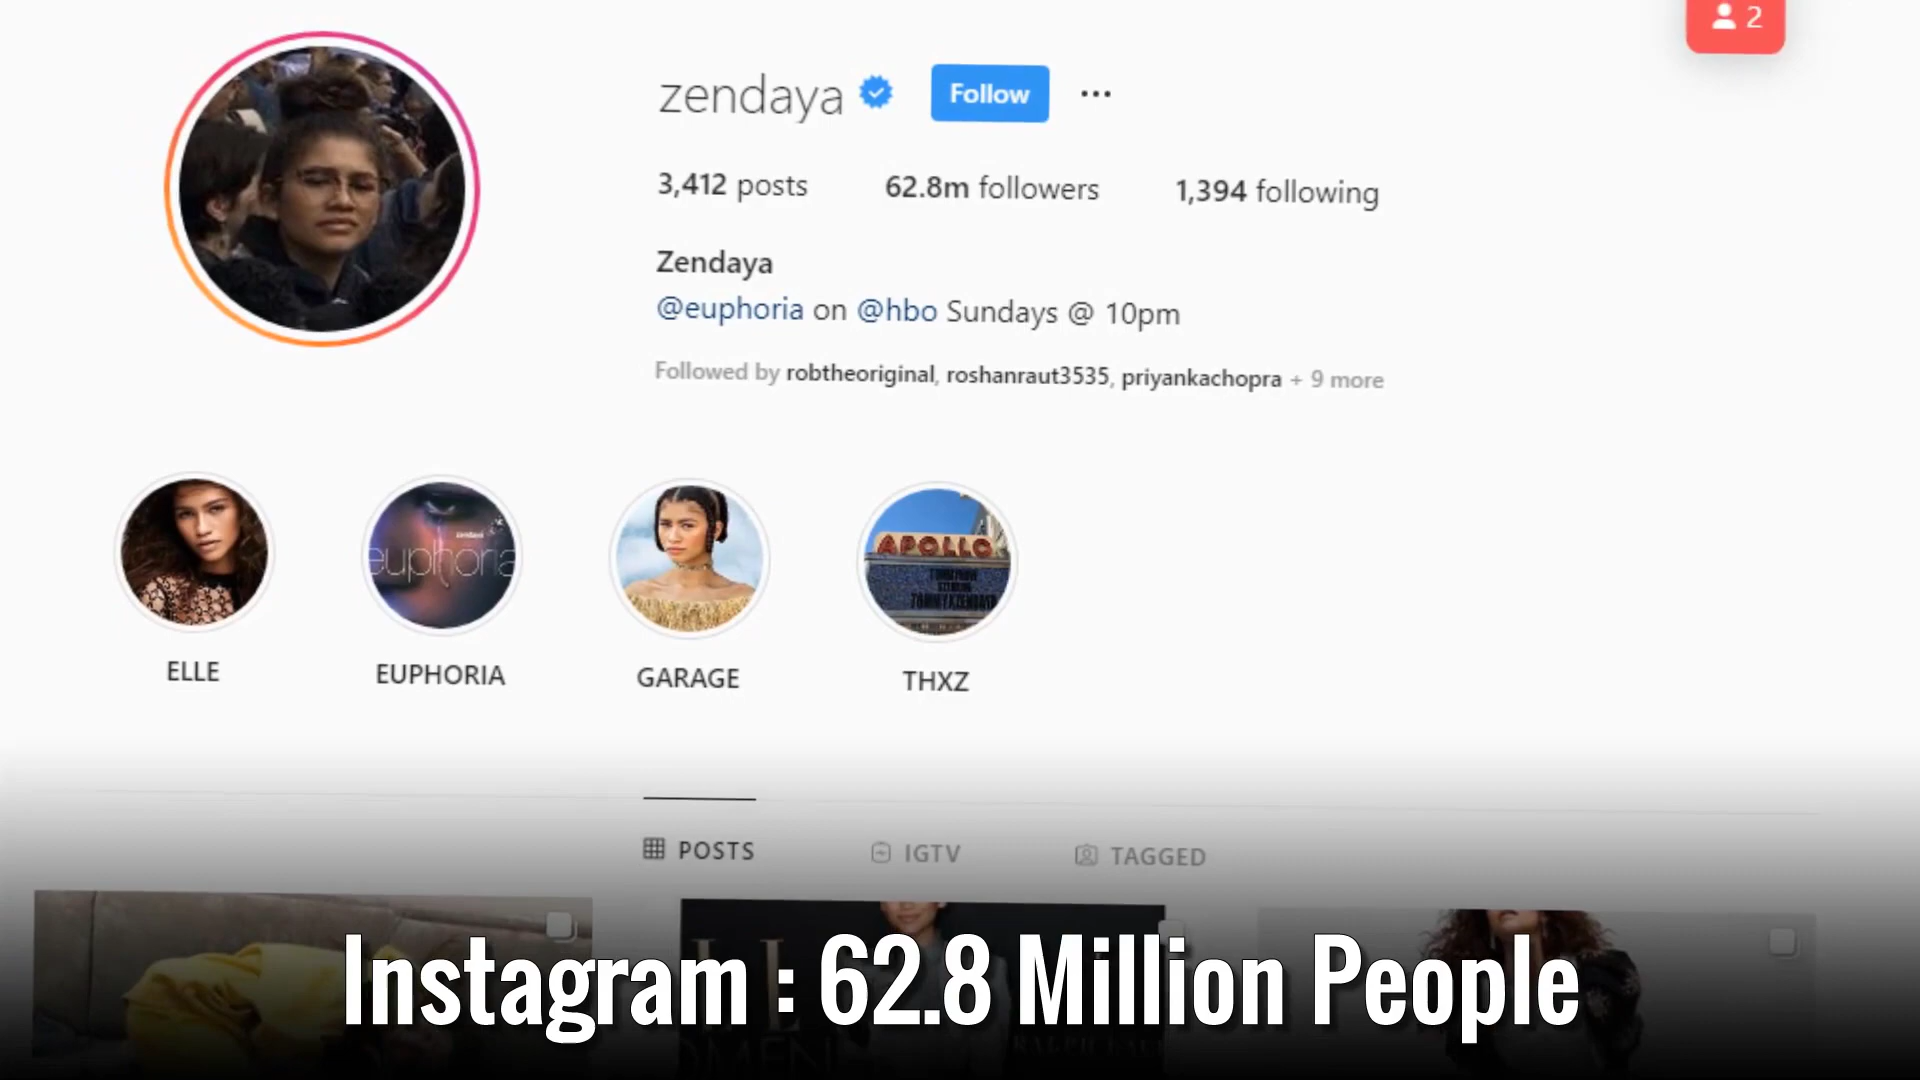 2
zendaya Follow
3,412 posts 62.8m followers 1,394 following
Zendaya
@euphoria on @hbo Sundays @ 10pm
Followed by robtheoriginal, roshanraut3535, priyankachopra + 9 more
euphoria
APOLLO
ELLE EUPHORIA GARAGE THXZ
POSTS IGTV TAGGED
Instagram : 62.8 Million People